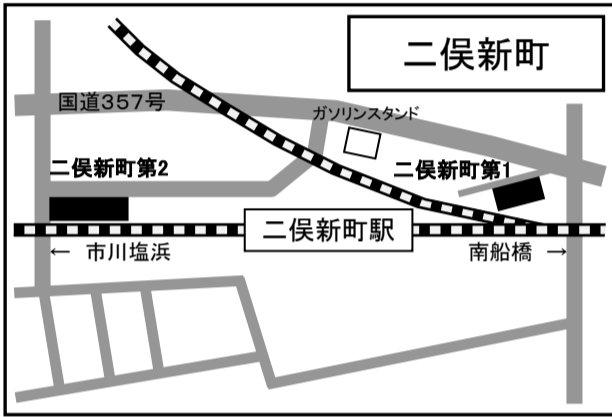 二俣新町
国道357号
ガソリンスタンド
二俣新町第2
二俣新町第1
二俣新町駅
← 市川塩浜
南船橋 →